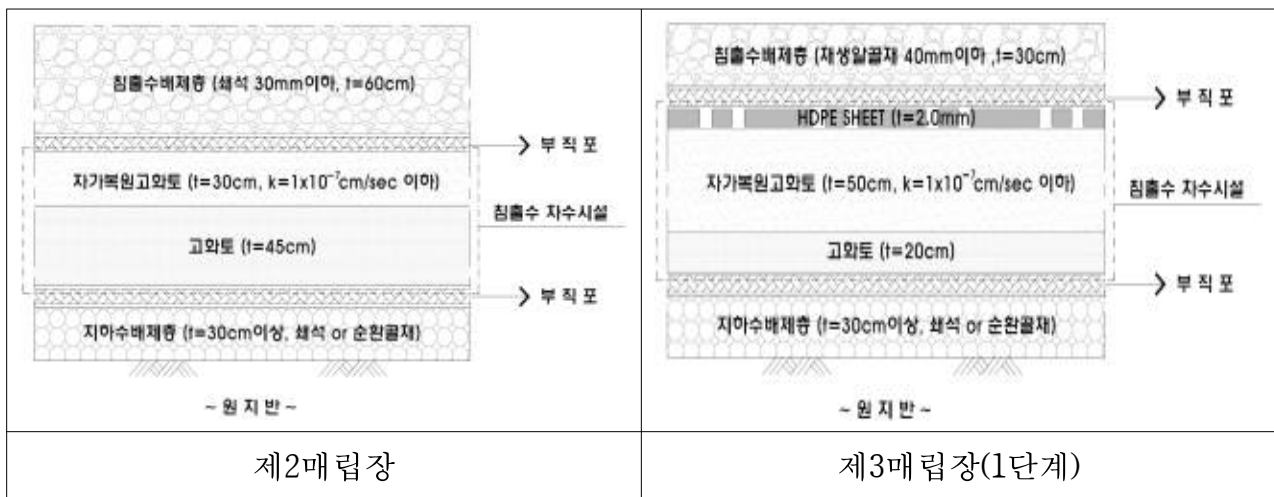 침출수배제층 (쇄석 30mm이하, t=60cm)
부직포
자가복원고화토 (t=30cm, k=1x10⁻⁷cm/sec 이하)
침출수 차수시설
고화토 (t=45cm)
부직포
지하수배제층 (t=30cm이상, 쇄석 or 순환골재)
~ 원 지 반 ~
제2매립장
침출수배제층 (재생알골재 40mm이하 ,t=30cm)
부직포
HDPE SHEET (t=2.0mm)
자가복원고화토 (t=50cm, k=1x10⁻⁷cm/sec 이하)
침출수 차수시설
고화토 (t=20cm)
부직포
지하수배제층 (t=30cm이상, 쇄석 or 순환골재)
~ 원 지 반 ~
제3매립장(1단계)